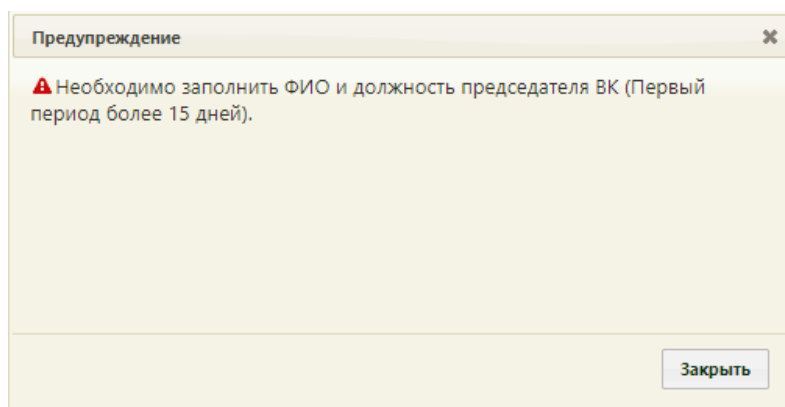 Предупреждение
Необходимо заполнить ФИО и должность председателя ВК (Первый
период более 15 дней).
Закрыть